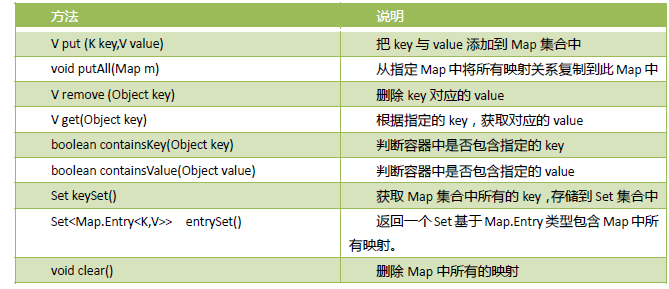 方法 说明
V put (K key,V value) 把 key 与 value 添加到 Map 集合中
void putAll(Map m) 从指定 Map 中将所有映射关系复制到此 Map 中
V remove (Object key) 删除 key 对应的 value
V get(Object key) 根据指定的 key，获取对应的 value
boolean containsKey(Object key) 判断容器中是否包含指定的 key
boolean containsValue(Object value) 判断容器中是否包含指定的 value
Set keySet() 获取 Map 集合中所有的 key，存储到 Set 集合中
Set<Map.Entry<K,V>> entrySet() 返回一个 Set 基于 Map.Entry 类型包含 Map 中所
有映射。
void clear() 删除 Map 中所有的映射